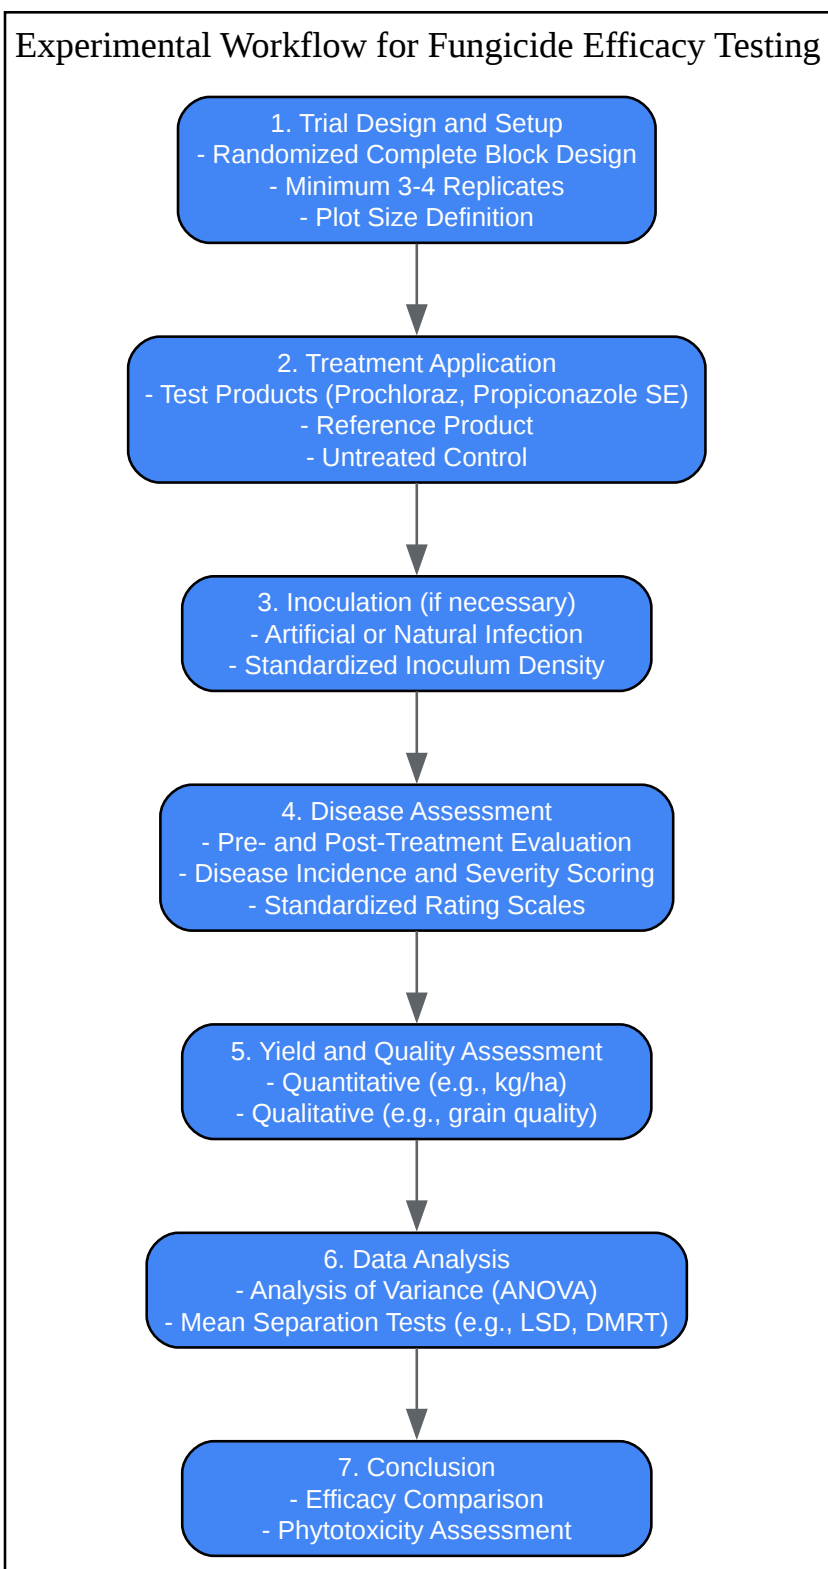 Experimental Workflow for Fungicide Efficacy Testing
1. Trial Design and Setup
- Randomized Complete Block Design
- Minimum 3-4 Replicates
- Plot Size Definition
2. Treatment Application
- Test Products (Prochloraz, Propiconazole SE)
- Reference Product
- Untreated Control
3. Inoculation (if necessary)
- Artificial or Natural Infection
- Standardized Inoculum Density
4. Disease Assessment
- Pre- and Post-Treatment Evaluation
- Disease Incidence and Severity Scoring
- Standardized Rating Scales
5. Yield and Quality Assessment
- Quantitative (e.g., kg/ha)
- Qualitative (e.g., grain quality)
6. Data Analysis
- Analysis of Variance (ANOVA)
- Mean Separation Tests (e.g., LSD, DMRT)
7. Conclusion
- Efficacy Comparison
- Phytotoxicity Assessment